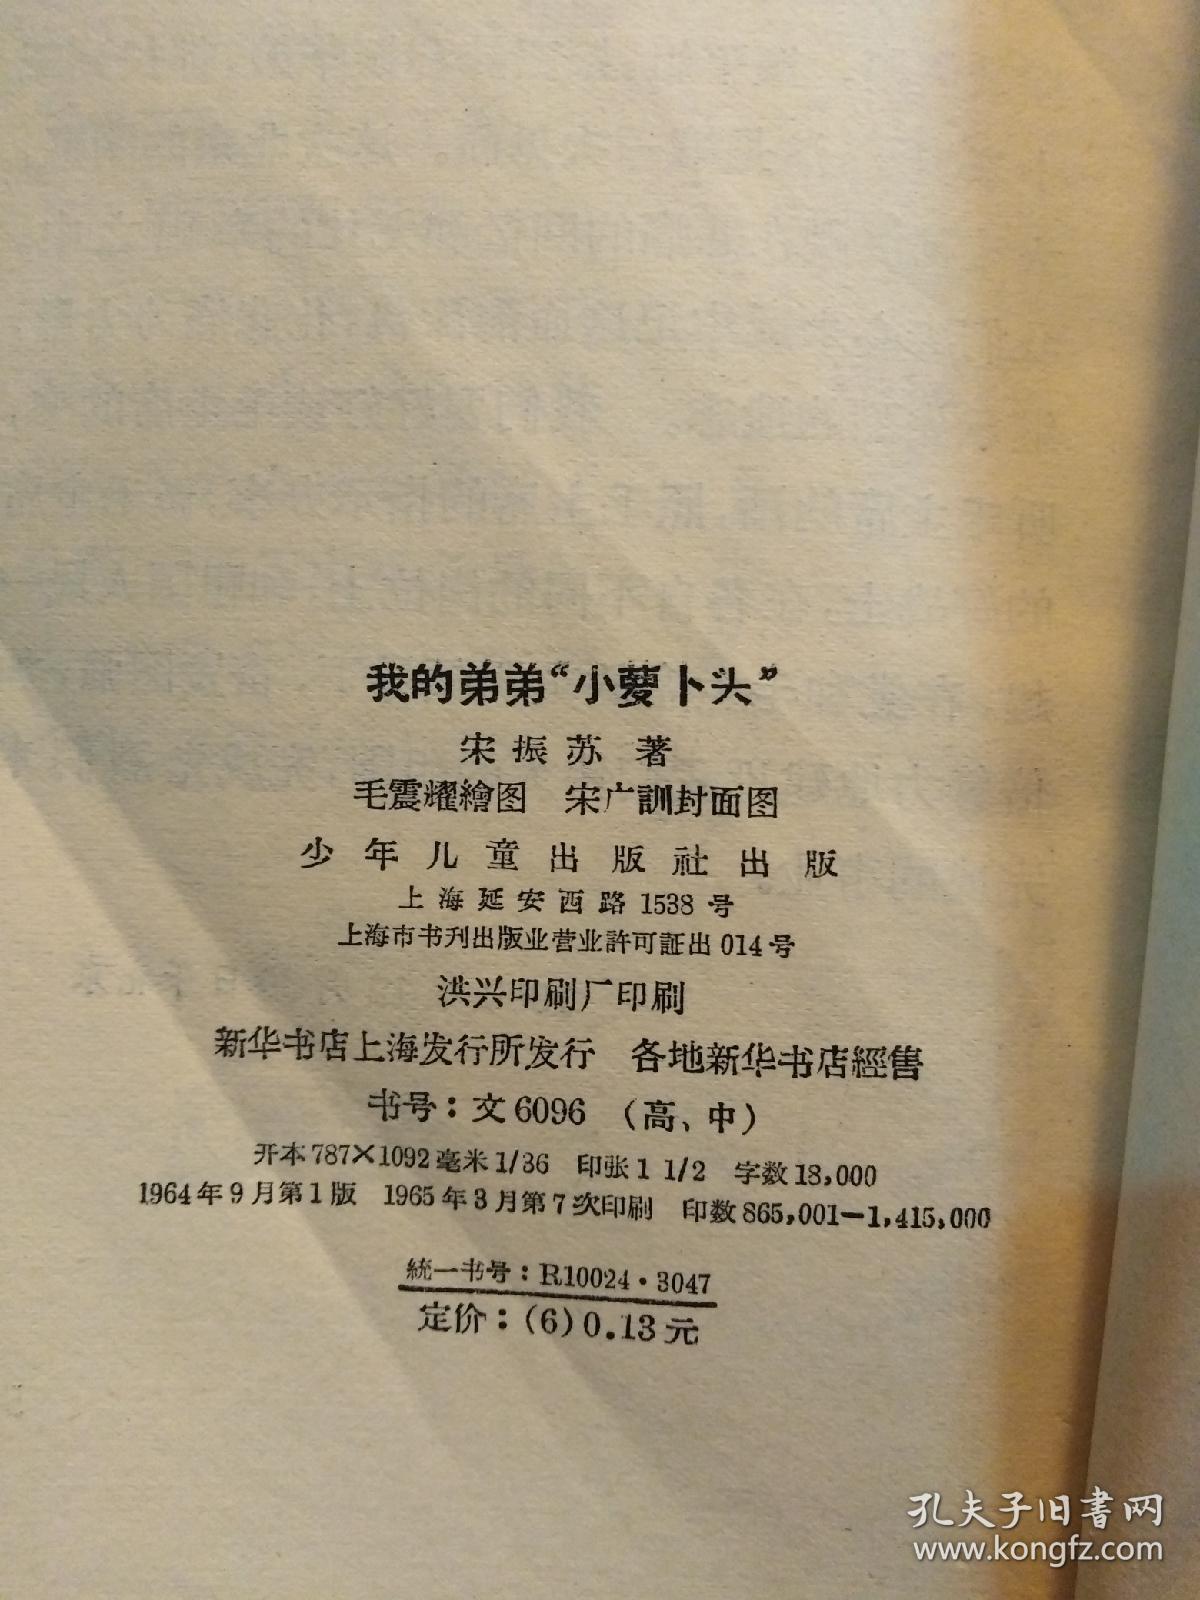 我的弟弟“小萝卜头”
宋振苏 著
毛震耀繪图 宋广訓封面图
少年儿童出版社出版
上海延安西路1538号
上海市书刊出版业营业許可証出014号
洪兴印刷厂印刷
新华书店上海发行所发行 各地新华书店經售
书号：文6096（高、中）
开本787×1092毫米1/36 印张1 1/2 字数18,000
1964年9月第1版 1965年3月第7次印刷 印数865,001—1,415,000
統一书号：R10024·3047
定价：(6)0.13元
孔夫子旧书网
www.kongfz.com